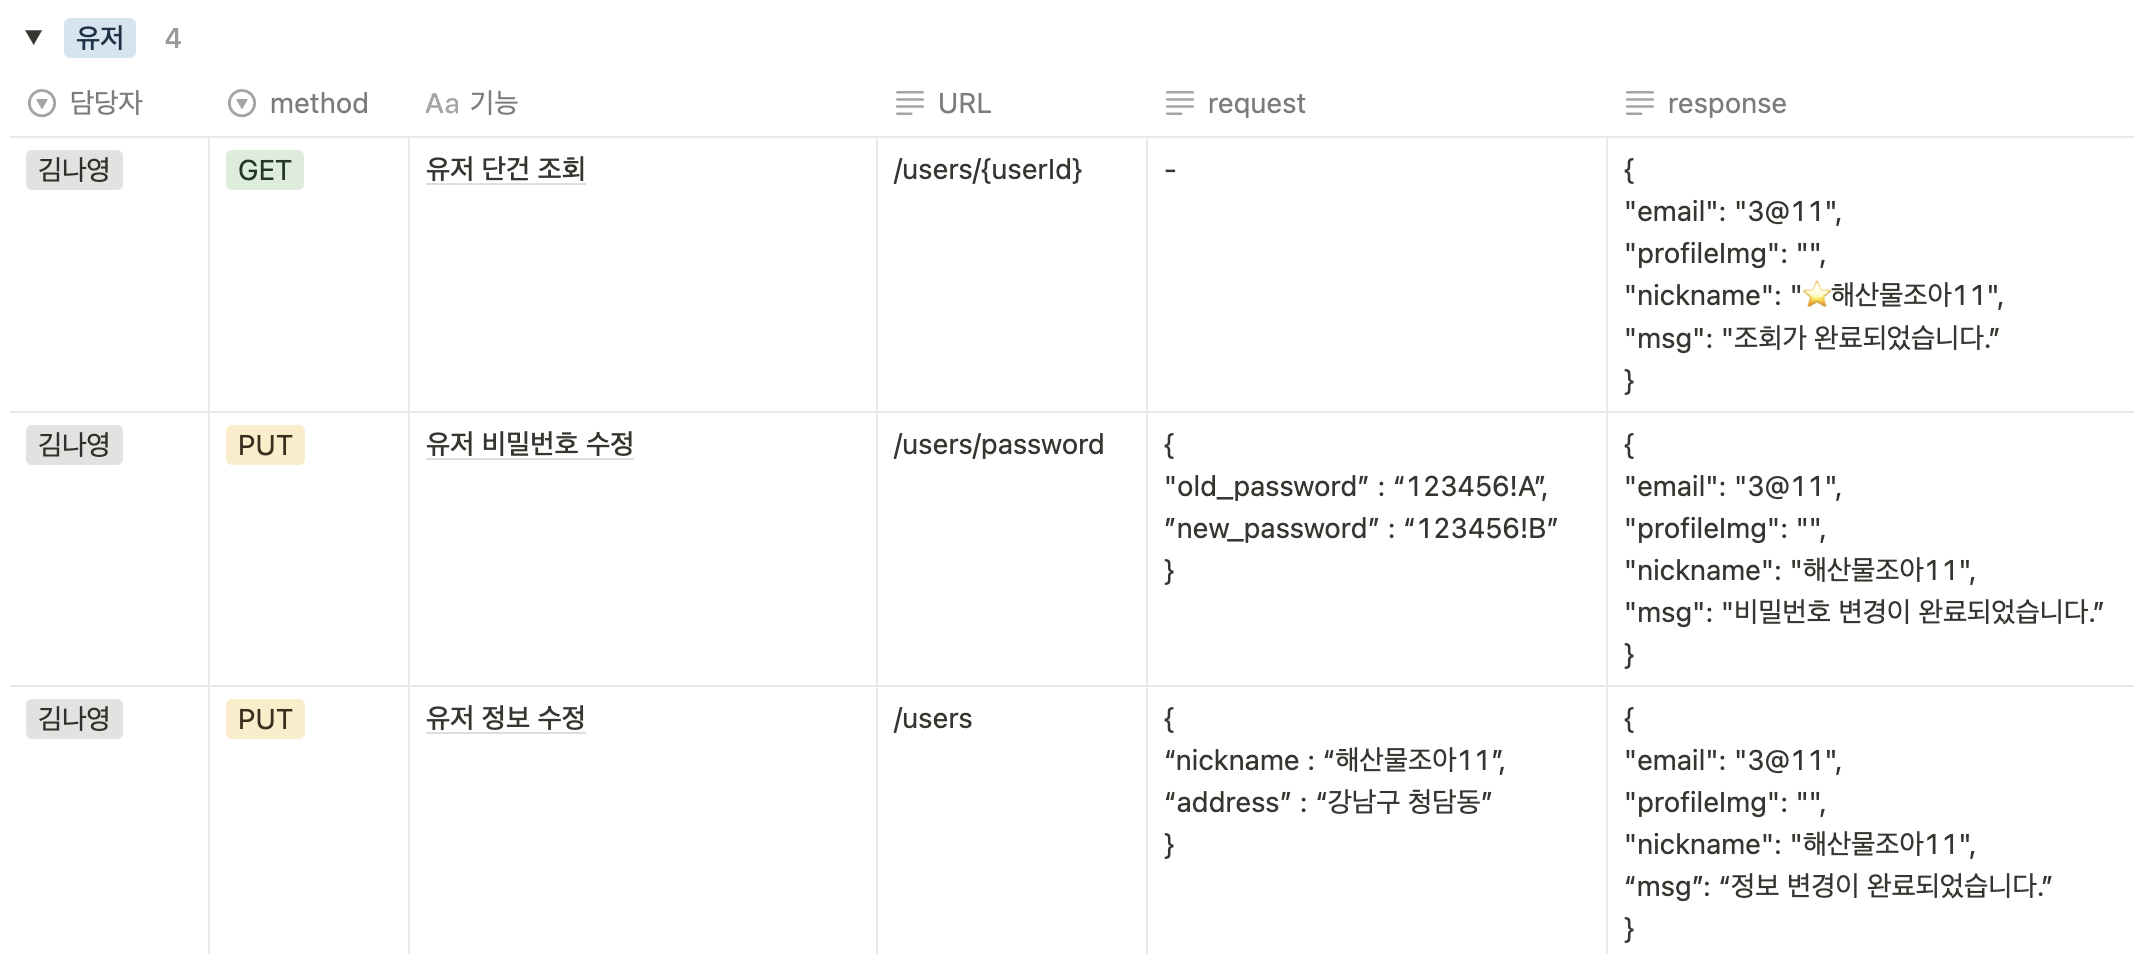 ▼ 유저 4
담당자 method Aa 기능 URL request response
김나영 GET 유저 단건 조회 /users/{userId} - {
"email": "3@11",
"profileImg": "",
"nickname": "⭐해산물조아11",
"msg": "조회가 완료되었습니다.”
}
김나영 PUT 유저 비밀번호 수정 /users/password
{
"old_password” : “123456!A”,
”new_password” : “123456!B”
}
{
"email": "3@11",
"profileImg": "",
"nickname": "해산물조아11",
"msg": "비밀번호 변경이 완료되었습니다.”
}
김나영 PUT 유저 정보 수정 /users
{
“nickname : “해산물조아11”,
“address” : “강남구 청담동”
}
{
"email": "3@11",
"profileImg": "",
"nickname": "해산물조아11",
“msg”: “정보 변경이 완료되었습니다.”
}